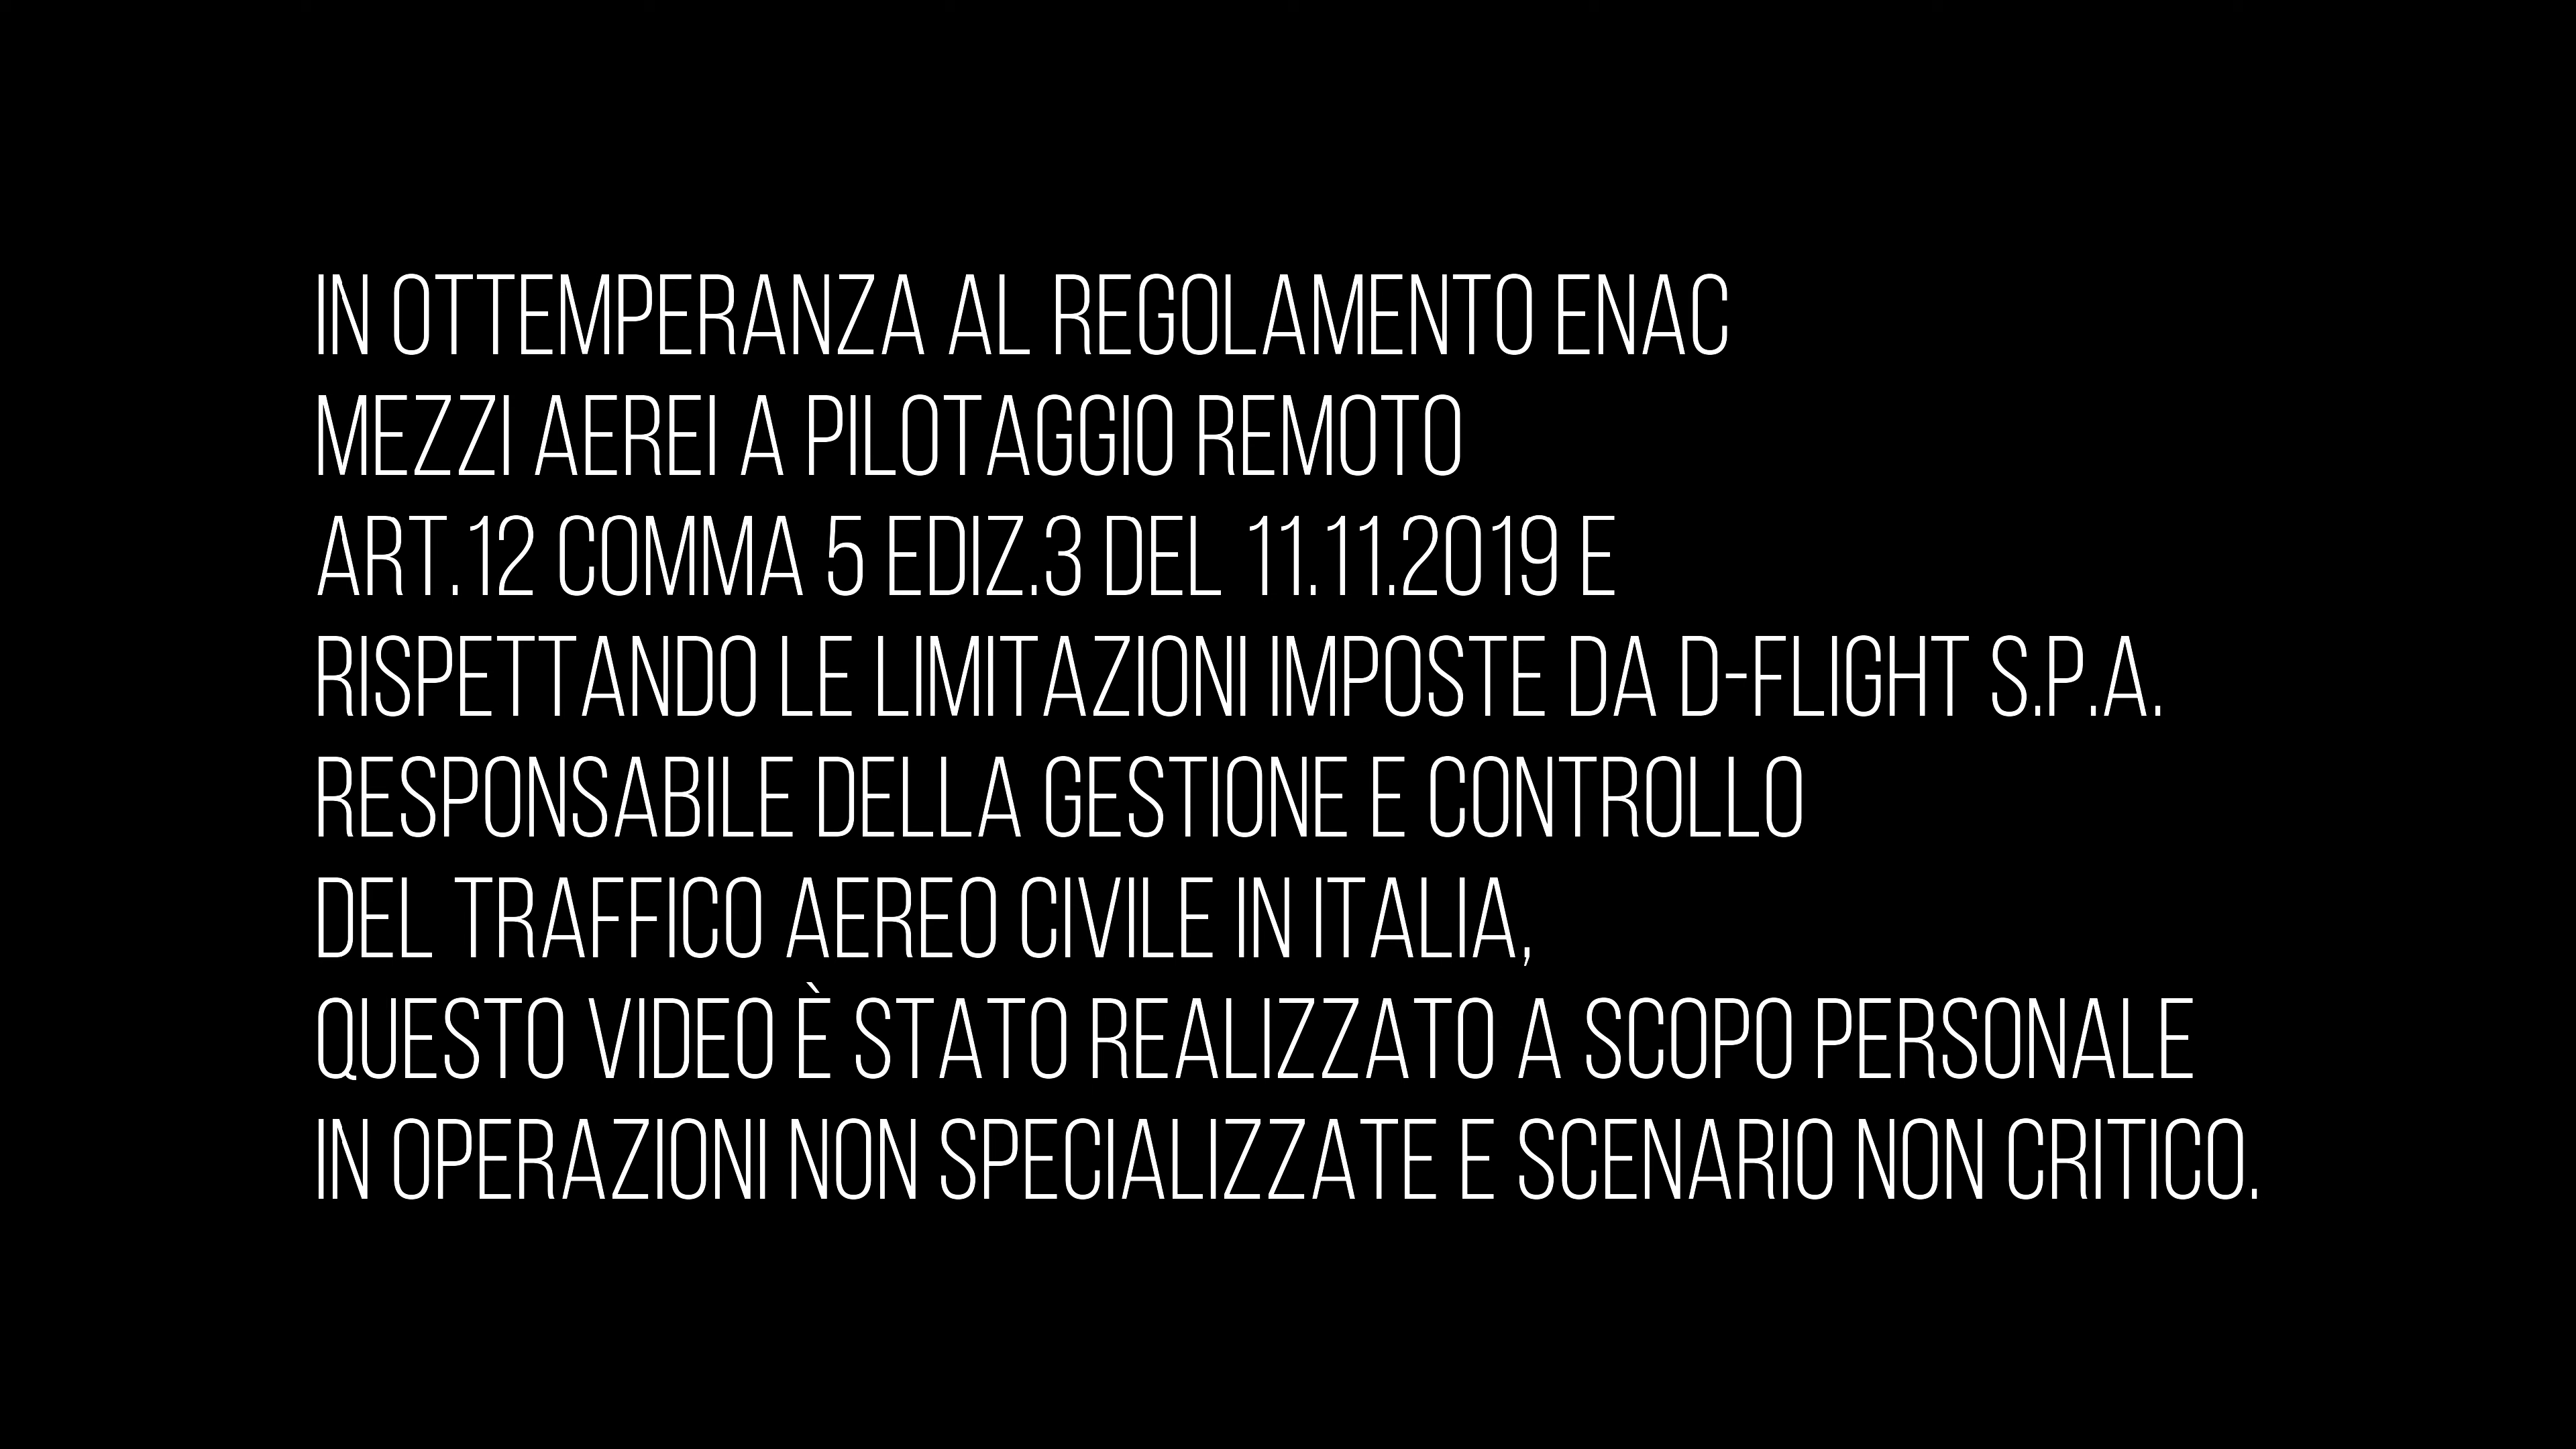 IN OTTEMPERANZA AL REGOLAMENTO ENAC
MEZZI AEREI A PILOTAGGIO REMOTO
ART.12 COMMA 5 EDIZ.3 DEL 11.11.2019 E
RISPETTANDO LE LIMITAZIONI IMPOSTE DA D-FLIGHT S.P.A.
RESPONSABILE DELLA GESTIONE E CONTROLLO
DEL TRAFFICO AEREO CIVILE IN ITALIA,
QUESTO VIDEO È STATO REALIZZATO A SCOPO PERSONALE
IN OPERAZIONI NON SPECIALIZZATE E SCENARIO NON CRITICO.